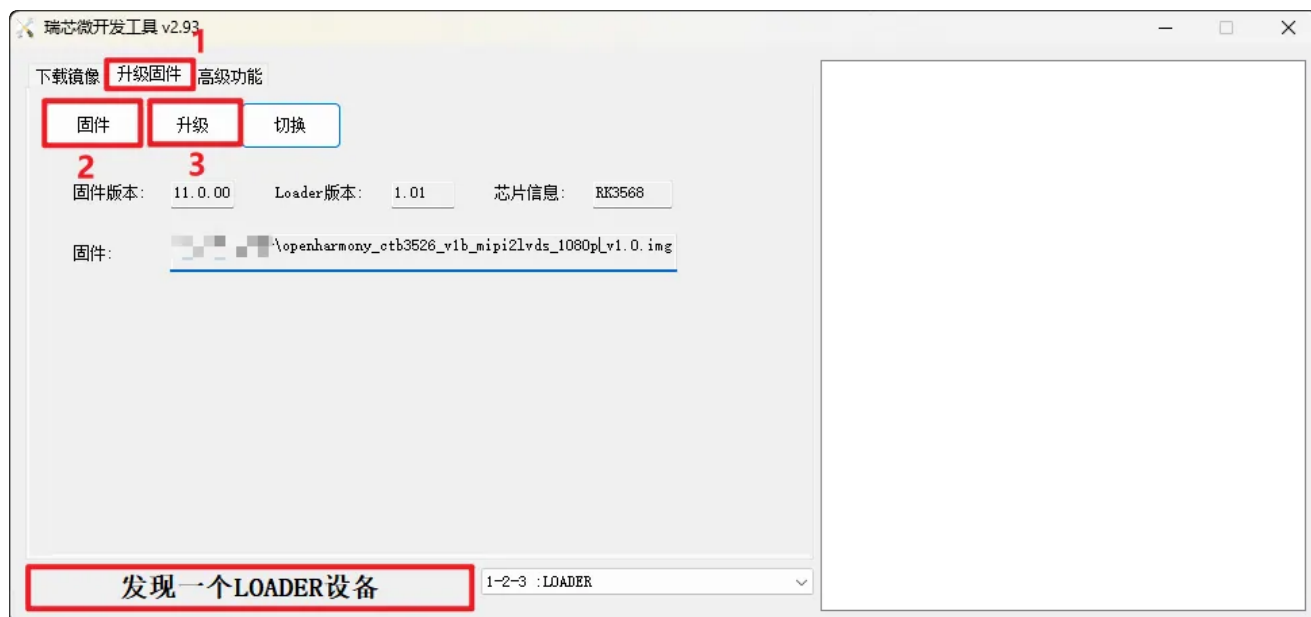 瑞芯微开发工具 v2.93
1
下载镜像 升级固件 高级功能
固件 升级 切换
2 3
固件版本: 11.0.00 Loader版本: 1.01 芯片信息: RK3568
固件: \openharmony_ctb3526_v1b_mipi2lvds_1080p_v1.0.img
发现一个LOADER设备 1-2-3 :LOADER